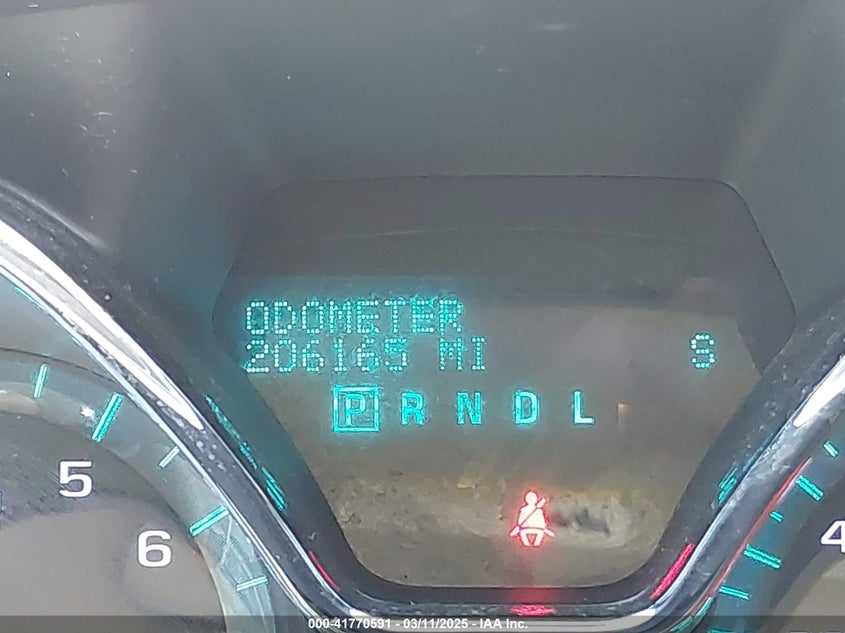 ODOMETER
206165 MI S
P R N D L
5
6
4
000-41770591 - 03/11/2025 - IAA Inc.